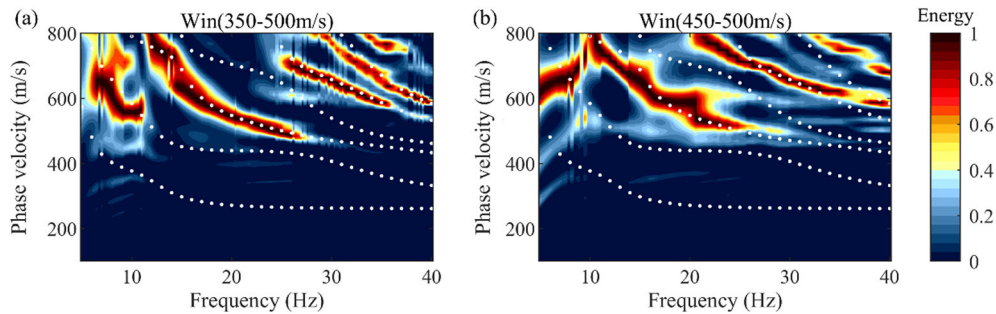 (a) Win(350-500m/s)
800
600
400
200
Phase velocity (m/s)
10 20 30 40
Frequency (Hz)
(b) Win(450-500m/s)
800
600
400
200
Phase velocity (m/s)
10 20 30 40
Frequency (Hz)
Energy
1
0.8
0.6
0.4
0.2
0